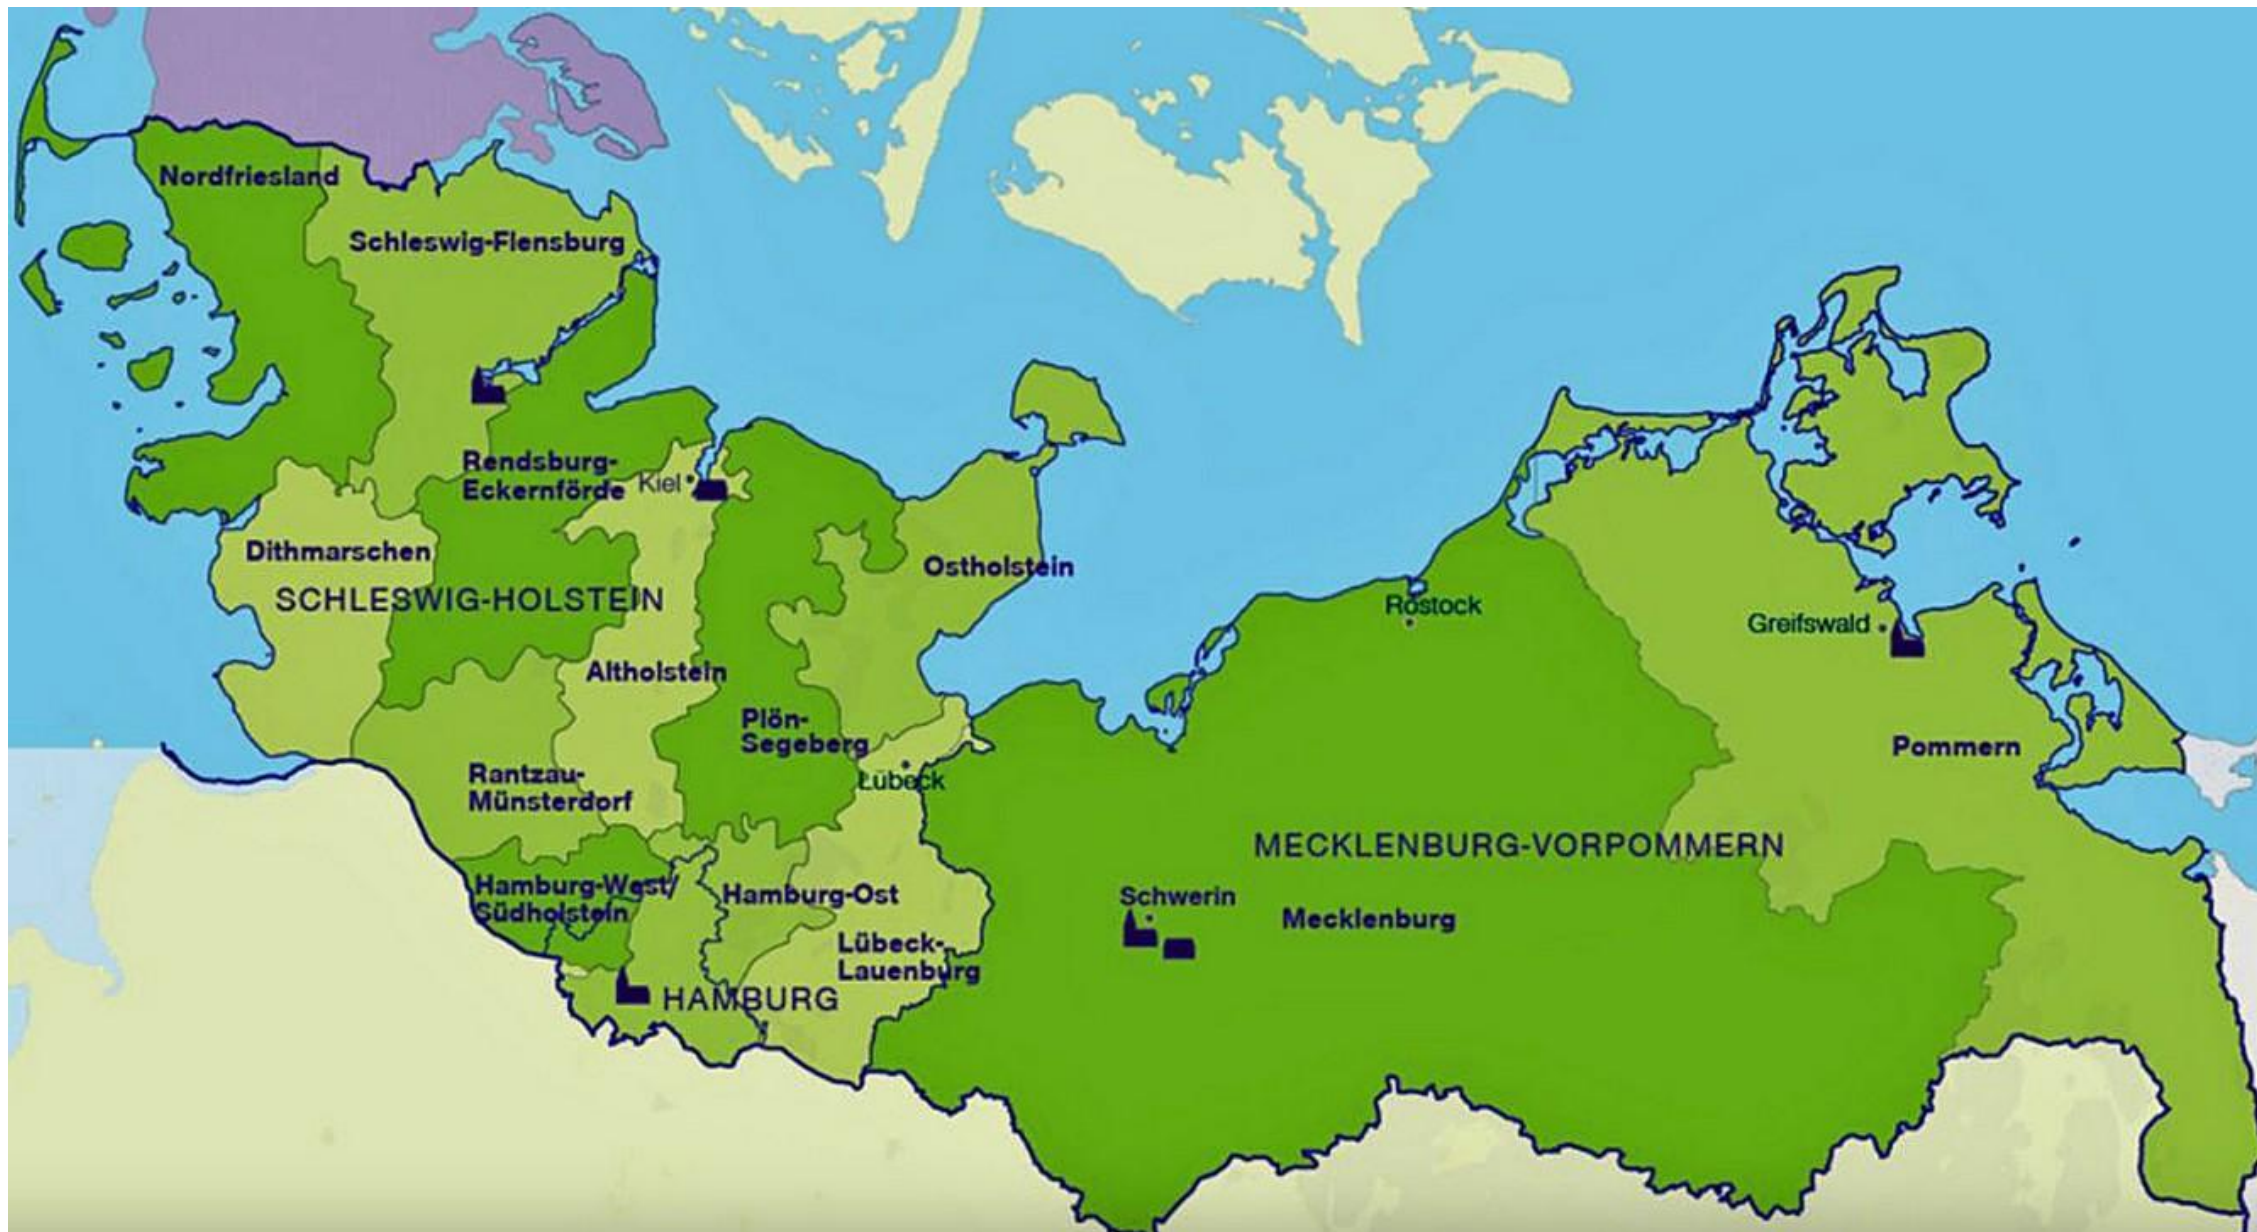 Nordfriesland
Schleswig-Flensburg
Rendsburg-
Eckernförde
Kiel
Dithmarschen
SCHLESWIG-HOLSTEIN
Ostholstein
Altholstein
Plön-
Segeberg
Rantzau-
Münsterdorf
Lübeck
Hamburg-West/
Südholstein
Hamburg-Ost
Lübeck-
Lauenburg
HAMBURG
Rostock
Greifswald
Pommern
MECKLENBURG-VORPOMMERN
Schwerin
Mecklenburg